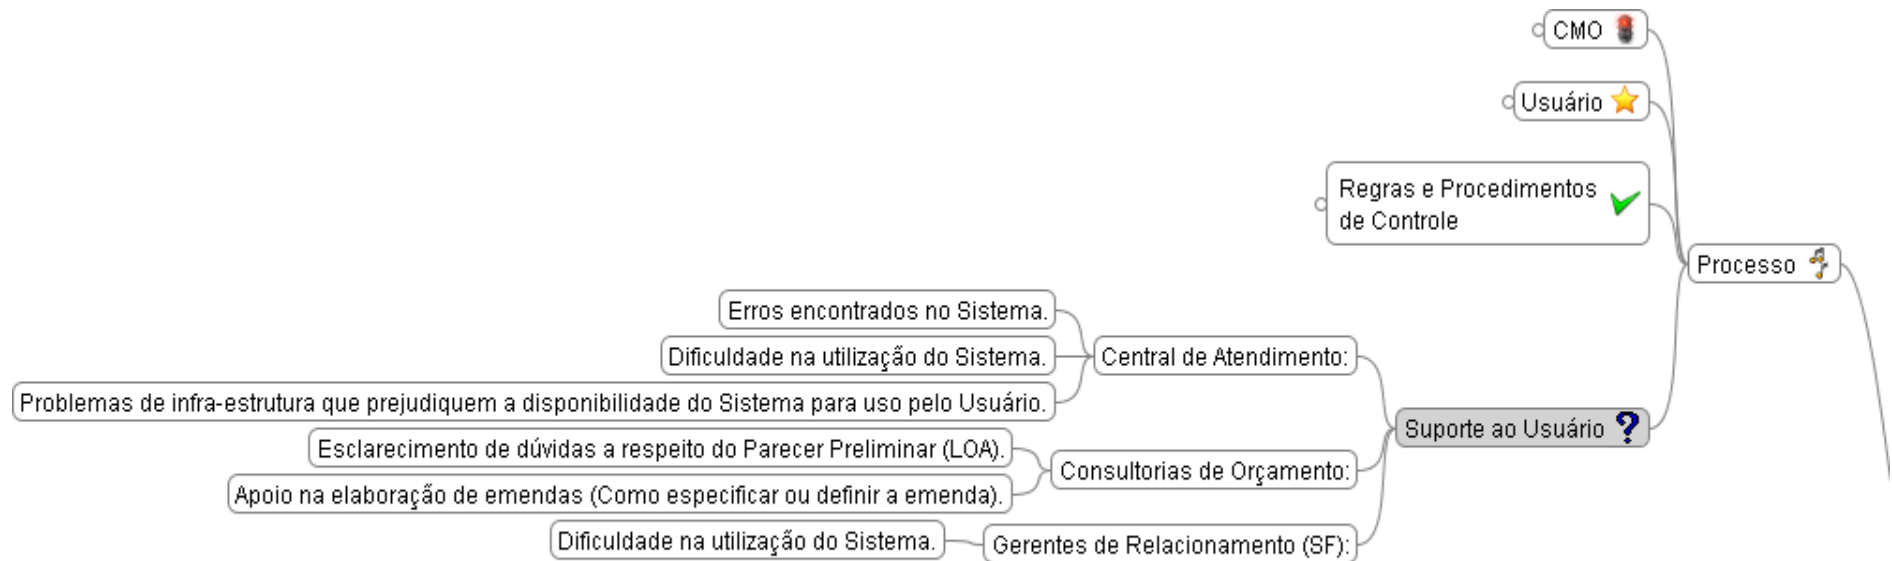 CMO
Usuário
Regras e Procedimentos
de Controle
Processo
Erros encontrados no Sistema.
Dificuldade na utilização do Sistema.
Central de Atendimento:
Problemas de infra-estrutura que prejudiquem a disponibilidade do Sistema para uso pelo Usuário.
Suporte ao Usuário
Esclarecimento de dúvidas a respeito do Parecer Preliminar (LOA).
Consultorias de Orçamento:
Apoio na elaboração de emendas (Como especificar ou definir a emenda).
Dificuldade na utilização do Sistema.
Gerentes de Relacionamento (SF):